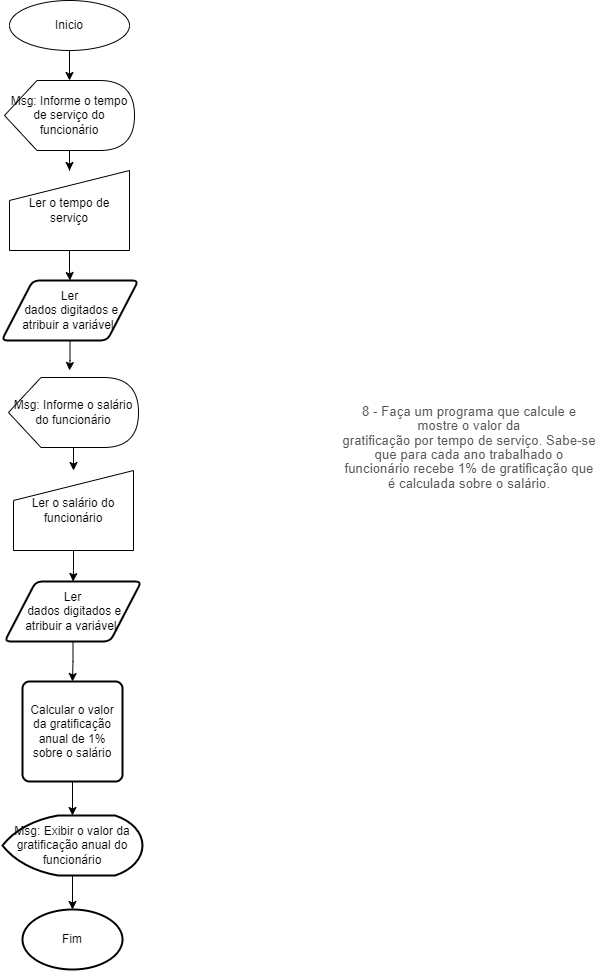 Inicio
Msg: Informe o tempo
de serviço do
funcionário
Ler o tempo de
serviço
Ler
dados digitados e
atribuir a variável
Msg: Informe o salário
do funcionário
Ler o salário do
funcionário
Ler
dados digitados e
atribuir a variável
Calcular o valor
da gratificação
anual de 1%
sobre o salário
Msg: Exibir o valor da
gratificação anual do
funcionário
Fim
8 - Faça um programa que calcule e
mostre o valor da
gratificação por tempo de serviço. Sabe-se
que para cada ano trabalhado o
funcionário recebe 1% de gratificação que
é calculada sobre o salário.